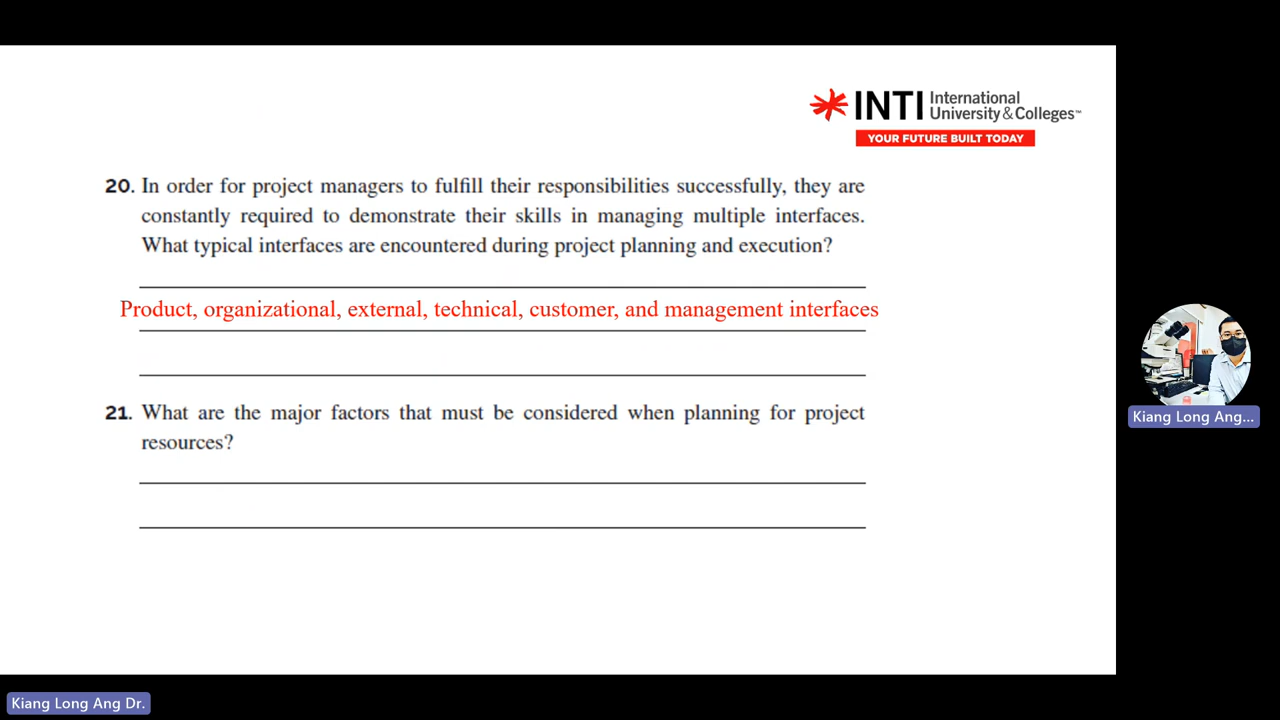 INTI International
University & Colleges™
YOUR FUTURE BUILT TODAY
20. In order for project managers to fulfill their responsibilities successfully, they are
constantly required to demonstrate their skills in managing multiple interfaces.
What typical interfaces are encountered during project planning and execution?
Product, organizational, external, technical, customer, and management interfaces
21. What are the major factors that must be considered when planning for project
resources?
Kiang Long Ang...
Kiang Long Ang Dr.